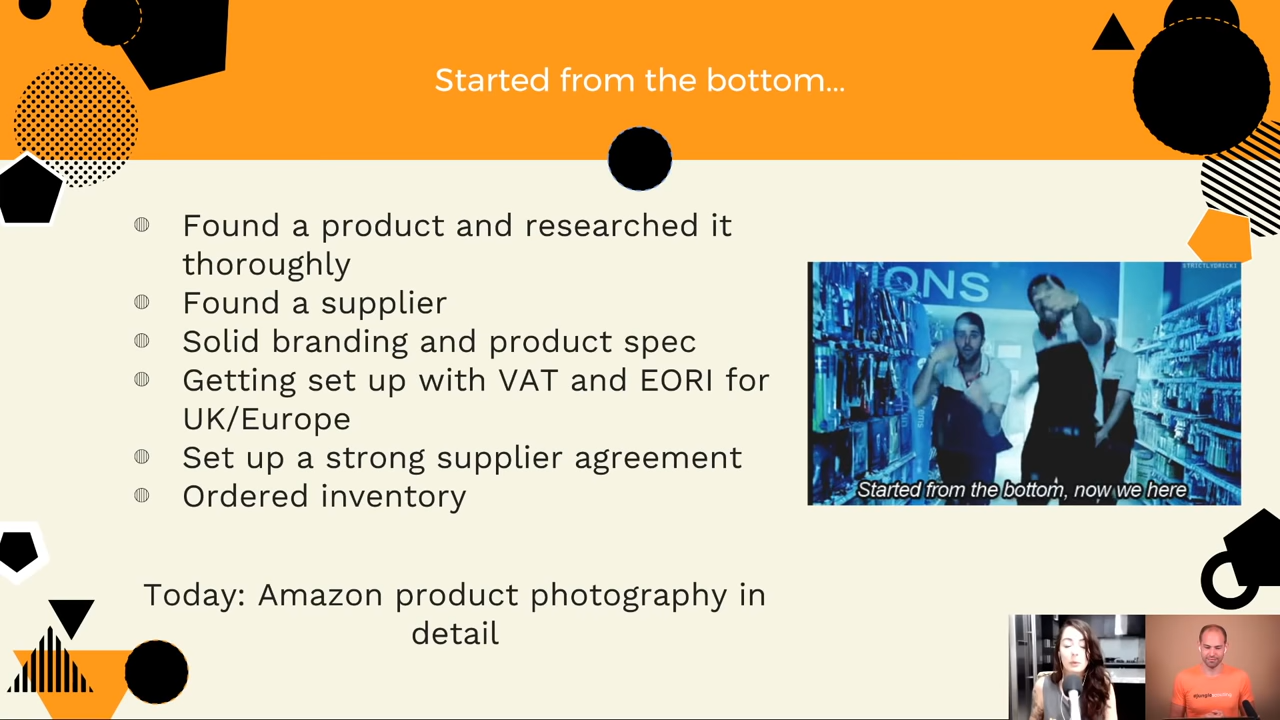 Started from the bottom...
Found a product and researched it
thoroughly
Found a supplier
Solid branding and product spec
Getting set up with VAT and EORI for
UK/Europe
Set up a strong supplier agreement
Ordered inventory
Today: Amazon product photography in
detail
ONS
Started from the bottom, now we here